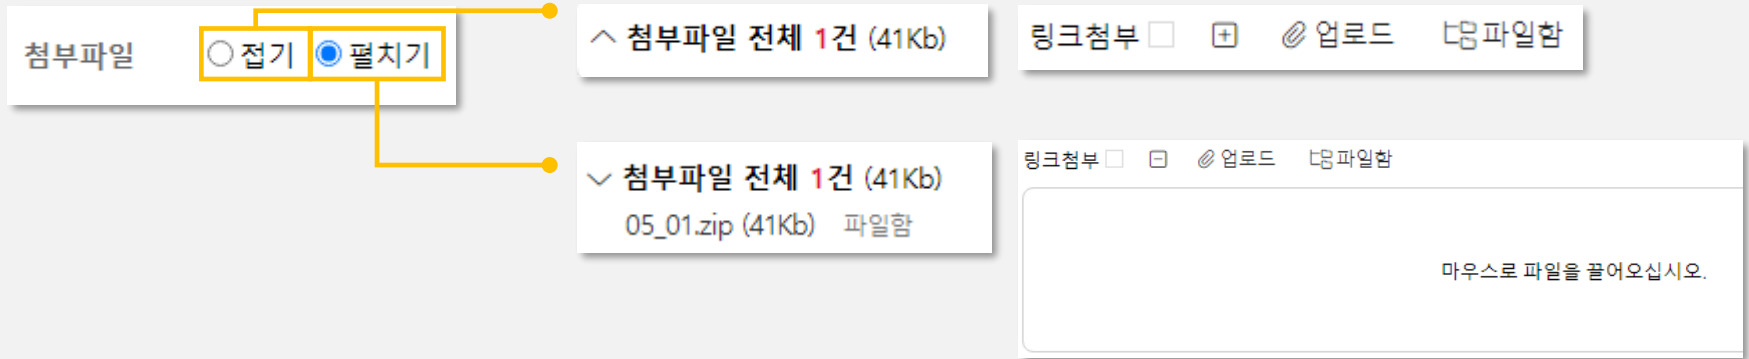 첨부파일 접기 펼치기
첨부파일 전체 1건 (41Kb)
링크첨부 업로드 파일함
첨부파일 전체 1건 (41Kb)
05_01.zip (41Kb) 파일함
링크첨부 업로드 파일함
마우스로 파일을 끌어오십시오.